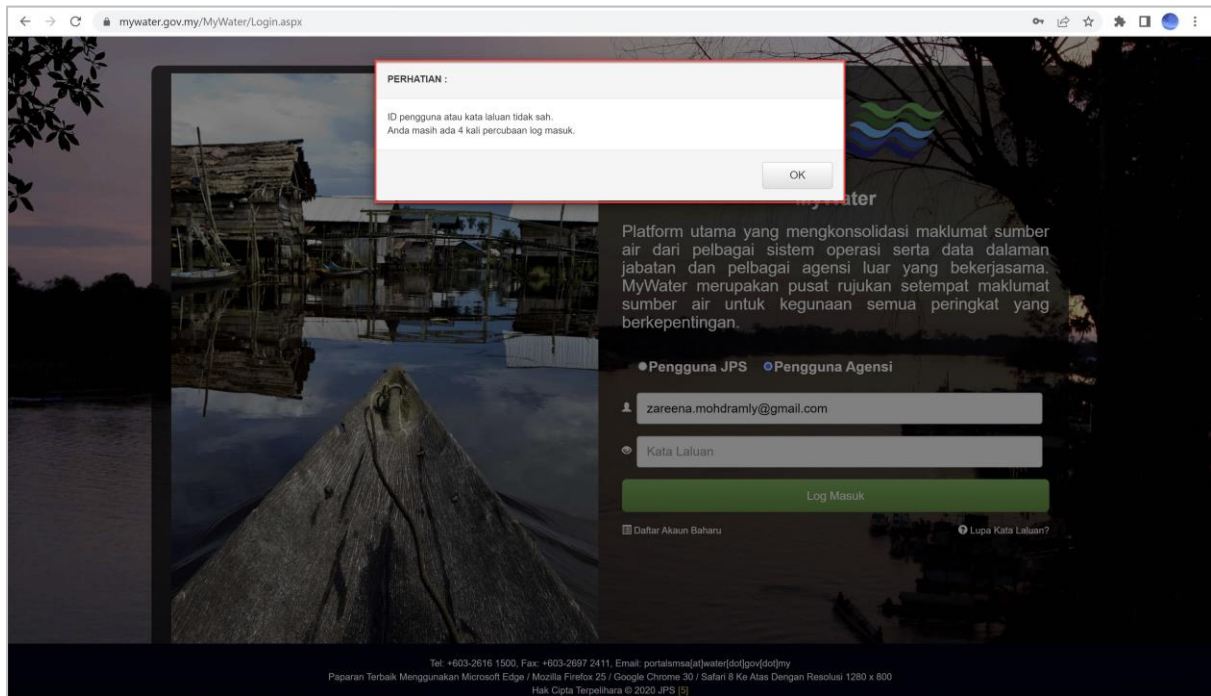 mywater.gov.my/MyWater/Login.aspx
PERHATIAN :
ID pengguna atau kata laluan tidak sah.
Anda masih ada 4 kali percubaan log masuk.
OK
MyWater
Platform utama yang mengkonsolidasi maklumat sumber
air dari pelbagai sistem operasi serta data dalaman
jabatan dan pelbagai agensi luar yang bekerjasama.
MyWater merupakan pusat rujukan setempat maklumat
sumber air untuk kegunaan semua peringkat yang
berkepentingan.
Pengguna JPS Pengguna Agensi
zareena.mohdramly@gmail.com
Kata Laluan
Log Masuk
Daftar Akaun Baharu Lupa Kata Laluan?
Tel: +603-2616 1500, Fax: +603-2697 2411, Email: portalsmsa[at]water[dot]gov[dot]my
Paparan Terbaik Menggunakan Microsoft Edge / Mozilla Firefox 25 / Google Chrome 30 / Safari 8 Ke Atas Dengan Resolusi 1280 x 800
Hak Cipta Terpelihara © 2020 JPS [5]